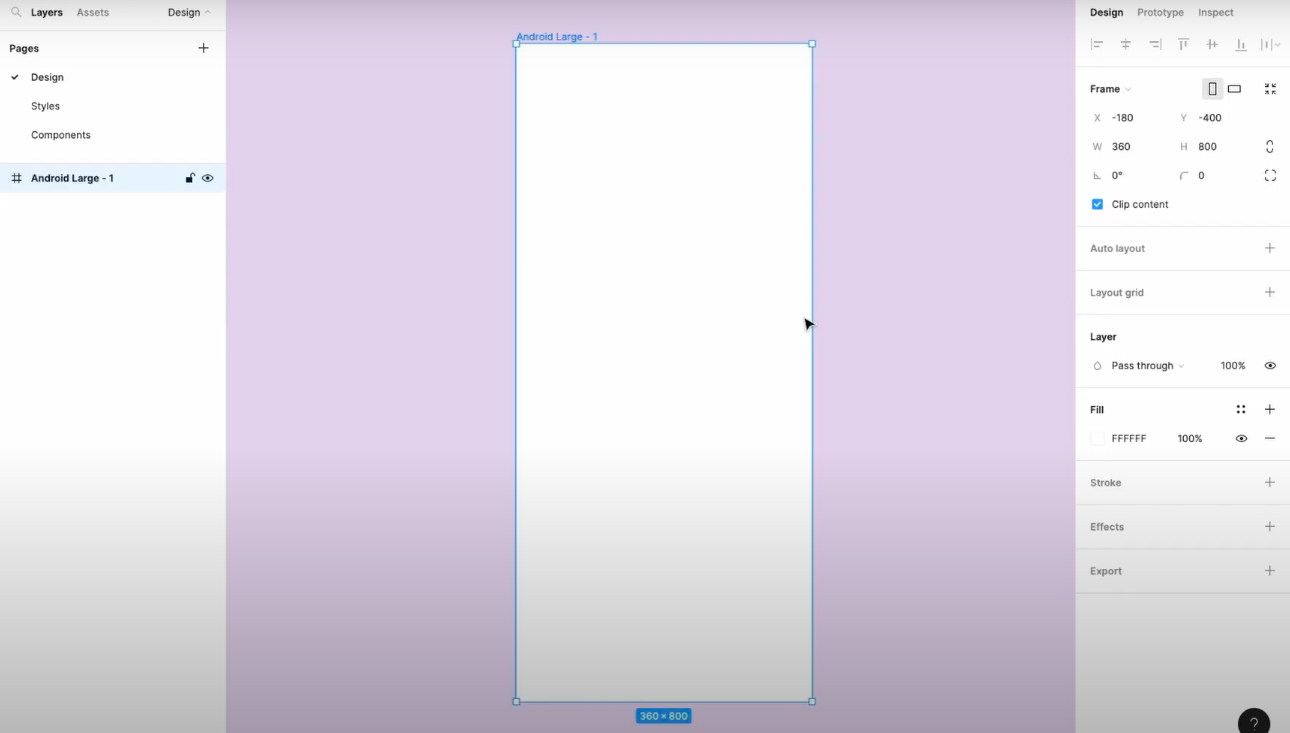 Layers Assets Design
Pages
Design
Styles
Components
Android Large - 1
Android Large - 1
360 × 800
Design Prototype Inspect
Frame
X -180 Y -400
W 360 H 800
0° 0
Clip content
Auto layout
Layout grid
Layer
Pass through 100%
Fill
FFFFFF 100%
Stroke
Effects
Export
?